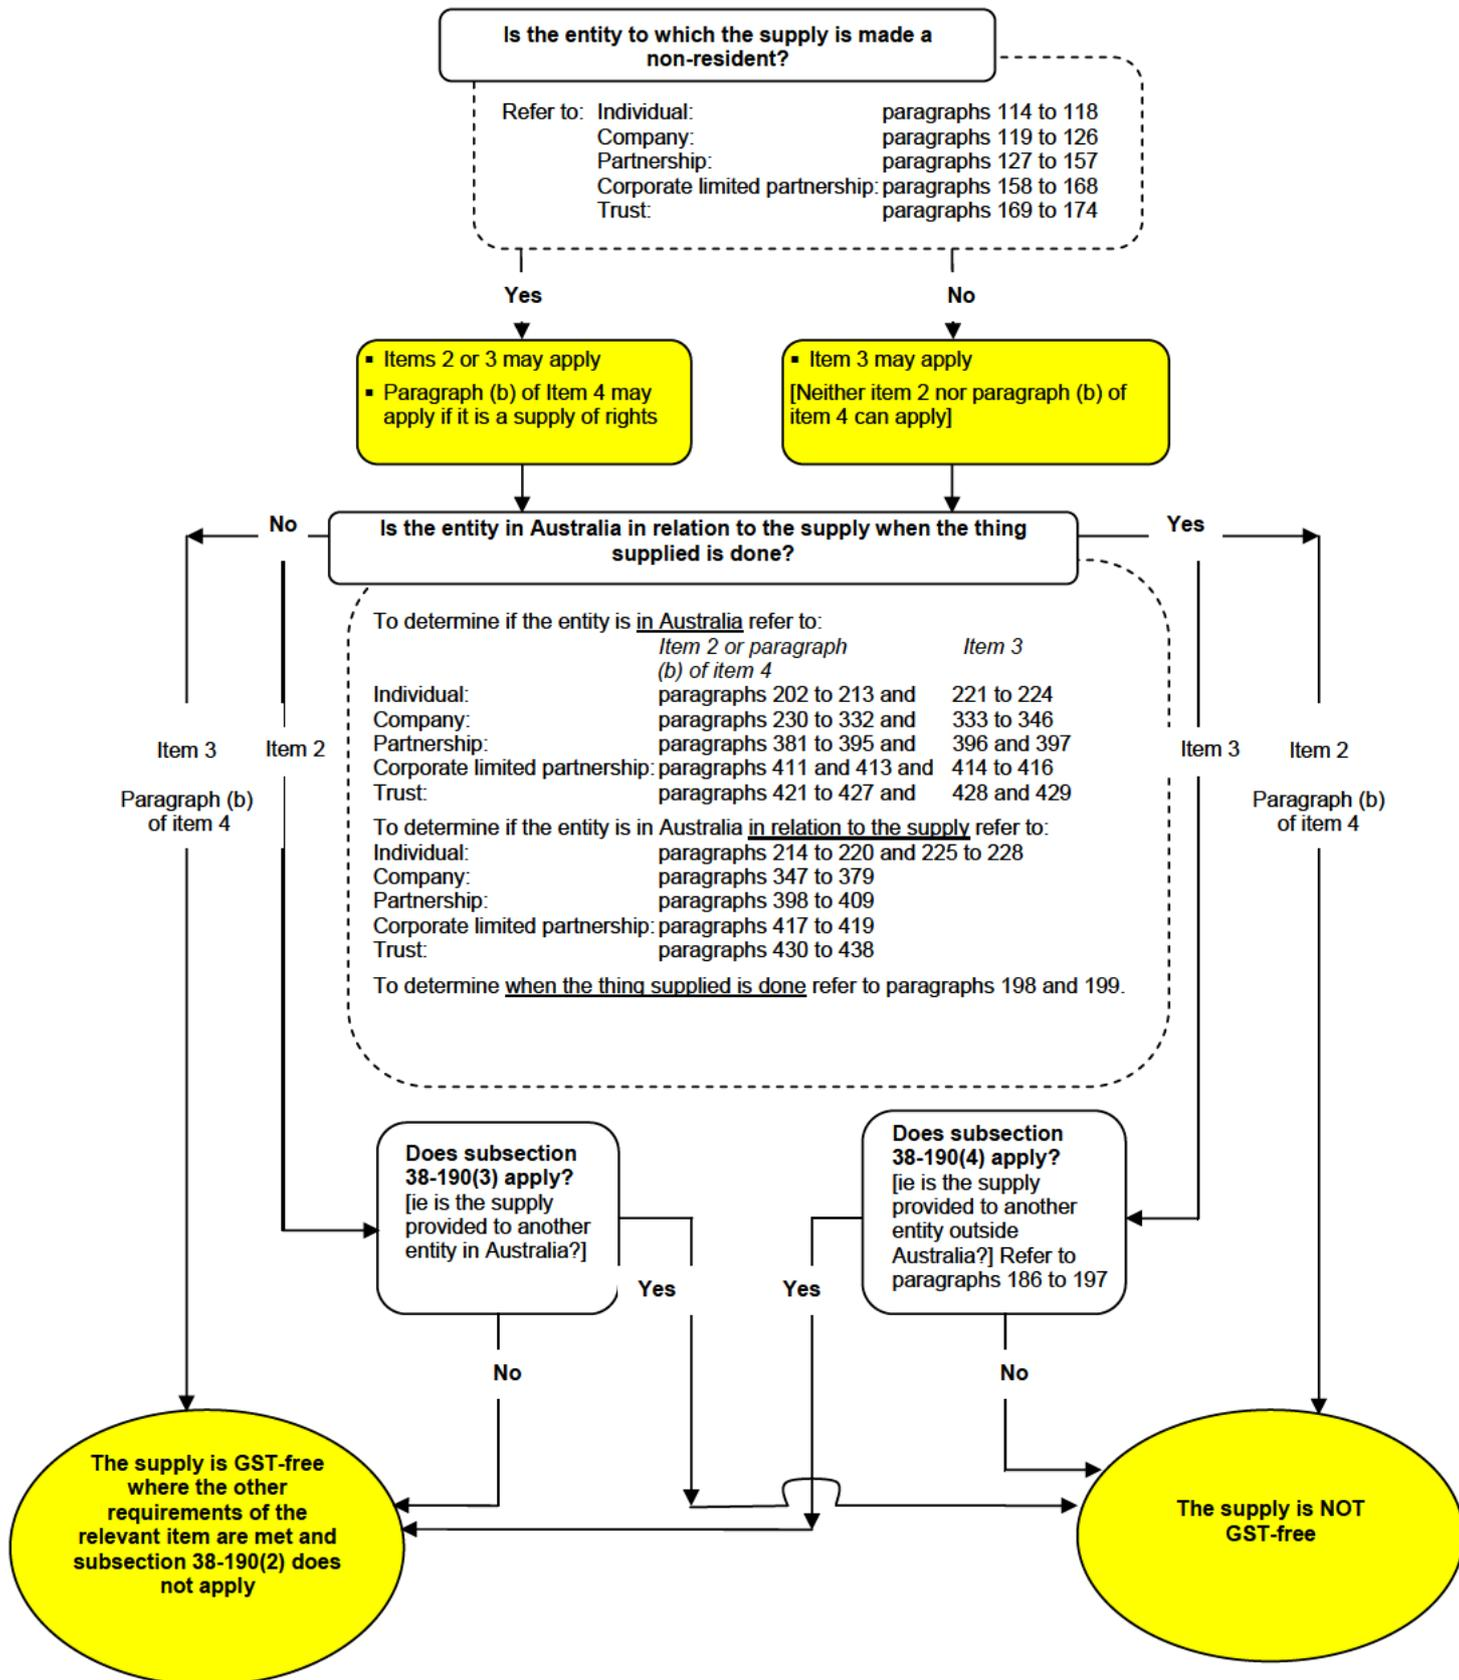 Is the entity to which the supply is made a
non-resident?
Refer to: Individual: paragraphs 114 to 118
Company: paragraphs 119 to 126
Partnership: paragraphs 127 to 157
Corporate limited partnership: paragraphs 158 to 168
Trust: paragraphs 169 to 174
Yes
No
▪ Items 2 or 3 may apply
▪ Paragraph (b) of Item 4 may
apply if it is a supply of rights
▪ Item 3 may apply
[Neither item 2 nor paragraph (b) of
item 4 can apply]
No
Is the entity in Australia in relation to the supply when the thing
supplied is done?
Yes
To determine if the entity is in Australia refer to:
Item 2 or paragraph Item 3
(b) of item 4
Individual: paragraphs 202 to 213 and 221 to 224
Company: paragraphs 230 to 332 and 333 to 346
Partnership: paragraphs 381 to 395 and 396 and 397
Corporate limited partnership: paragraphs 411 and 413 and 414 to 416
Trust: paragraphs 421 to 427 and 428 and 429
To determine if the entity is in Australia in relation to the supply refer to:
Individual: paragraphs 214 to 220 and 225 to 228
Company: paragraphs 347 to 379
Partnership: paragraphs 398 to 409
Corporate limited partnership: paragraphs 417 to 419
Trust: paragraphs 430 to 438
To determine when the thing supplied is done refer to paragraphs 198 and 199.
Item 3
Paragraph (b)
of item 4
Item 2
Item 3
Item 2
Paragraph (b)
of item 4
Does subsection
38-190(3) apply?
[ie is the supply
provided to another
entity in Australia?]
Does subsection
38-190(4) apply?
[ie is the supply
provided to another
entity outside
Australia?] Refer to
paragraphs 186 to 197
Yes
Yes
No
No
The supply is GST-free
where the other
requirements of the
relevant item are met and
subsection 38-190(2) does
not apply
The supply is NOT
GST-free